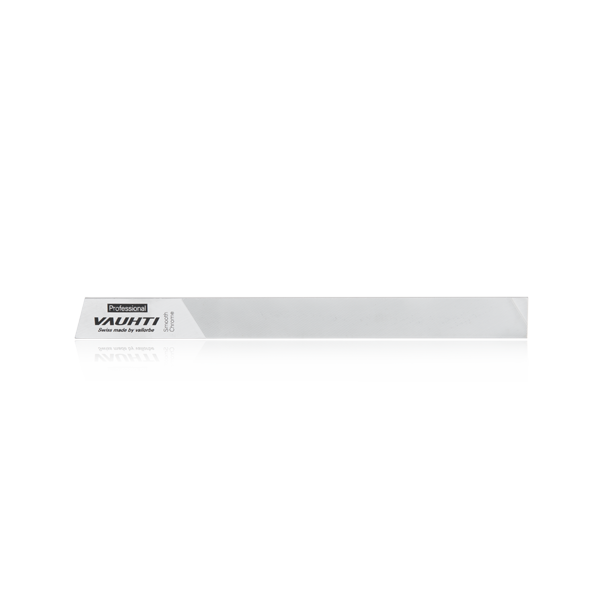 Professional
VAUHTI
Swiss made by vallorbe
Smooth
Chrome